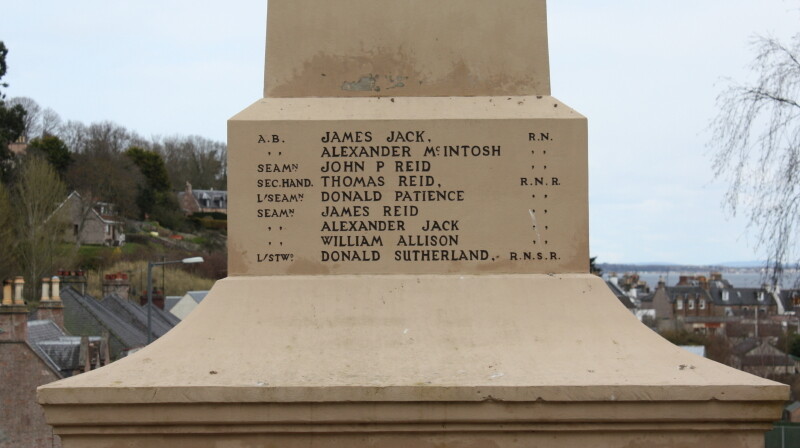 A.B. JAMES JACK. R.N.
" ALEXANDER McINTOSH "
SEAMN JOHN P REID "
SEC.HAND. THOMAS REID, R.N.R.
L/SEAMN DONALD PATIENCE "
SEAMN JAMES REID "
" ALEXANDER JACK "
" WILLIAM ALLISON "
L/STWD DONALD SUTHERLAND,. R.N.S.R.